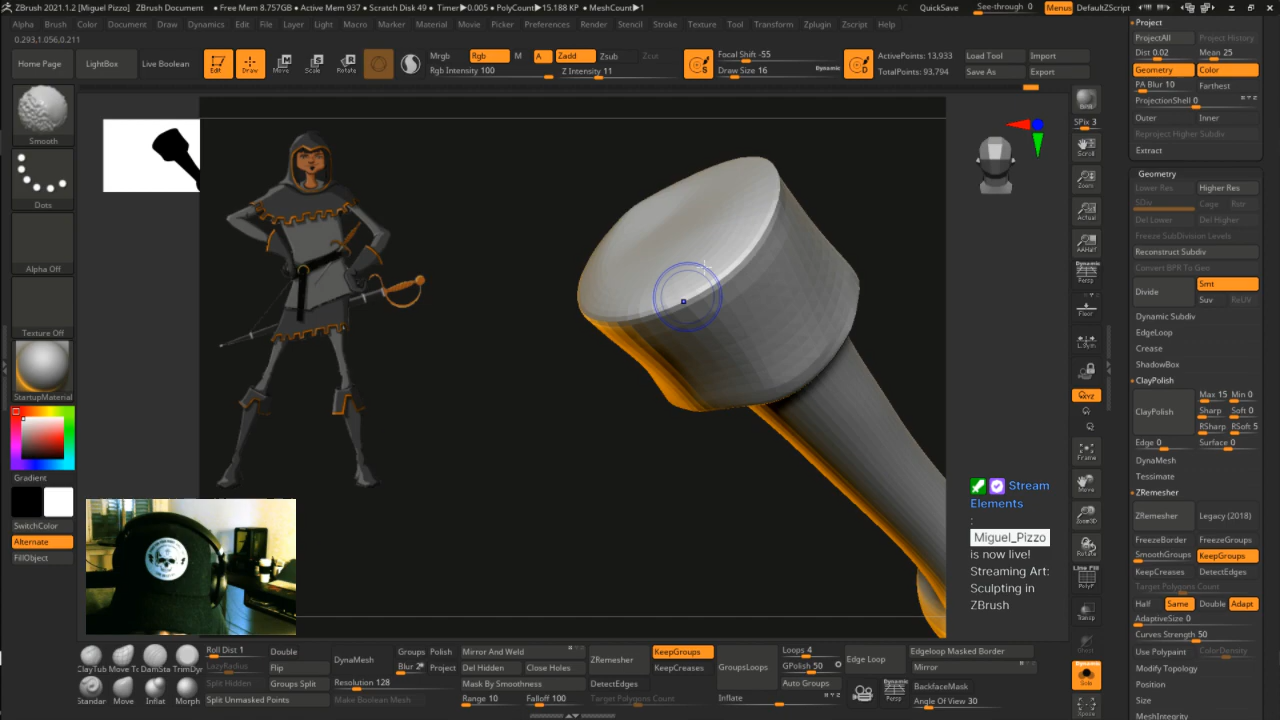 ZBrush 2021.1.2 [Miguel Pizzo]   ZBrush Document   • Free Mem 8.757GB • Active Mem 937 • Scratch Disk 49 • Timer▶0.005 • PolyCount▶15.188 KP • MeshCount▶1
AC QuickSave See-through 0 Menus DefaultZScript
Alpha Brush Color Document Draw Dynamics Edit File Layer Light Macro Marker Material Movie Picker Preferences Render Stencil Stroke Texture Tool Transform Zplugin Zscript Help
0.293,1.056,0.211
Home Page LightBox Live Boolean Edit Draw Move Scale Rotate
Mrgb Rgb M A Zadd Zsub Zcut
Rgb Intensity 100 Z Intensity 11
Focal Shift -55
Draw Size 16 Dynamic
ActivePoints: 13,933 Load Tool Import
TotalPoints: 93,794 Save As Export
Smooth
Dots
Alpha Off
Texture Off
StartupMaterial
Gradient
SwitchColor
Alternate
FillObject
BPR
SPix 3
Scroll
Zoom
Actual
AAHalf
Dynamic
Persp
Floor
L.Sym
Frame
Move
Zoom3D
Rotate
Line Fill
PolyF
Transp
Ghost
Dynamic
Solo
Xpose
Project
ProjectAll Project History
Dist 0.02 Mean 25
Geometry Color
PA Blur 10 Farthest
ProjectionShell 0
Outer Inner
Reproject Higher Subdiv
Extract
Geometry
Lower Res Higher Res
SDiv Cage Rstr
Del Lower Del Higher
Freeze SubDivision Levels
Reconstruct Subdiv
Convert BPR To Geo
Divide Smt
Suv ReUV
Dynamic Subdiv
EdgeLoop
Crease
ShadowBox
ClayPolish
Max 15 Min 0
ClayPolish Sharp Soft 0
RSharp RSoft 5
Edge 0 Surface 0
DynaMesh
Tessimate
ZRemesher
ZRemesher Legacy (2018)
FreezeBorder FreezeGroups
SmoothGroups KeepGroups
KeepCreases DetectEdges
Target Polygons Count
Half Same Double Adapt
AdaptiveSize 0
Curves Strength 50
Use Polypaint ColorDensity
Modify Topology
Position
Size
MeshIntegrity
Stream
Elements
:
Miguel_Pizzo
is now live!
Streaming Art:
Sculpting in
ZBrush
ClayTub Move To DamSta TrimDyr
Standar Move Inflat Morph
Roll Dist 1 Double
LazyRadius Flip
Split Hidden Groups Split
Split Unmasked Points
DynaMesh
Resolution 128
Make Boolean Mesh
Groups Polish
Blur 2 Project
Mirror And Weld
Del Hidden Close Holes
Mask By Smoothness
Range 10 Falloff 100
ZRemesher KeepGroups
KeepCreases
DetectEdges
Target Polygons Count
GroupsLoops
Inflate
Loops 4
GPolish 50
Auto Groups
Edge Loop
Dynamic
Persp
Edgeloop Masked Border
Mirror
BackfaceMask
Angle Of View 30